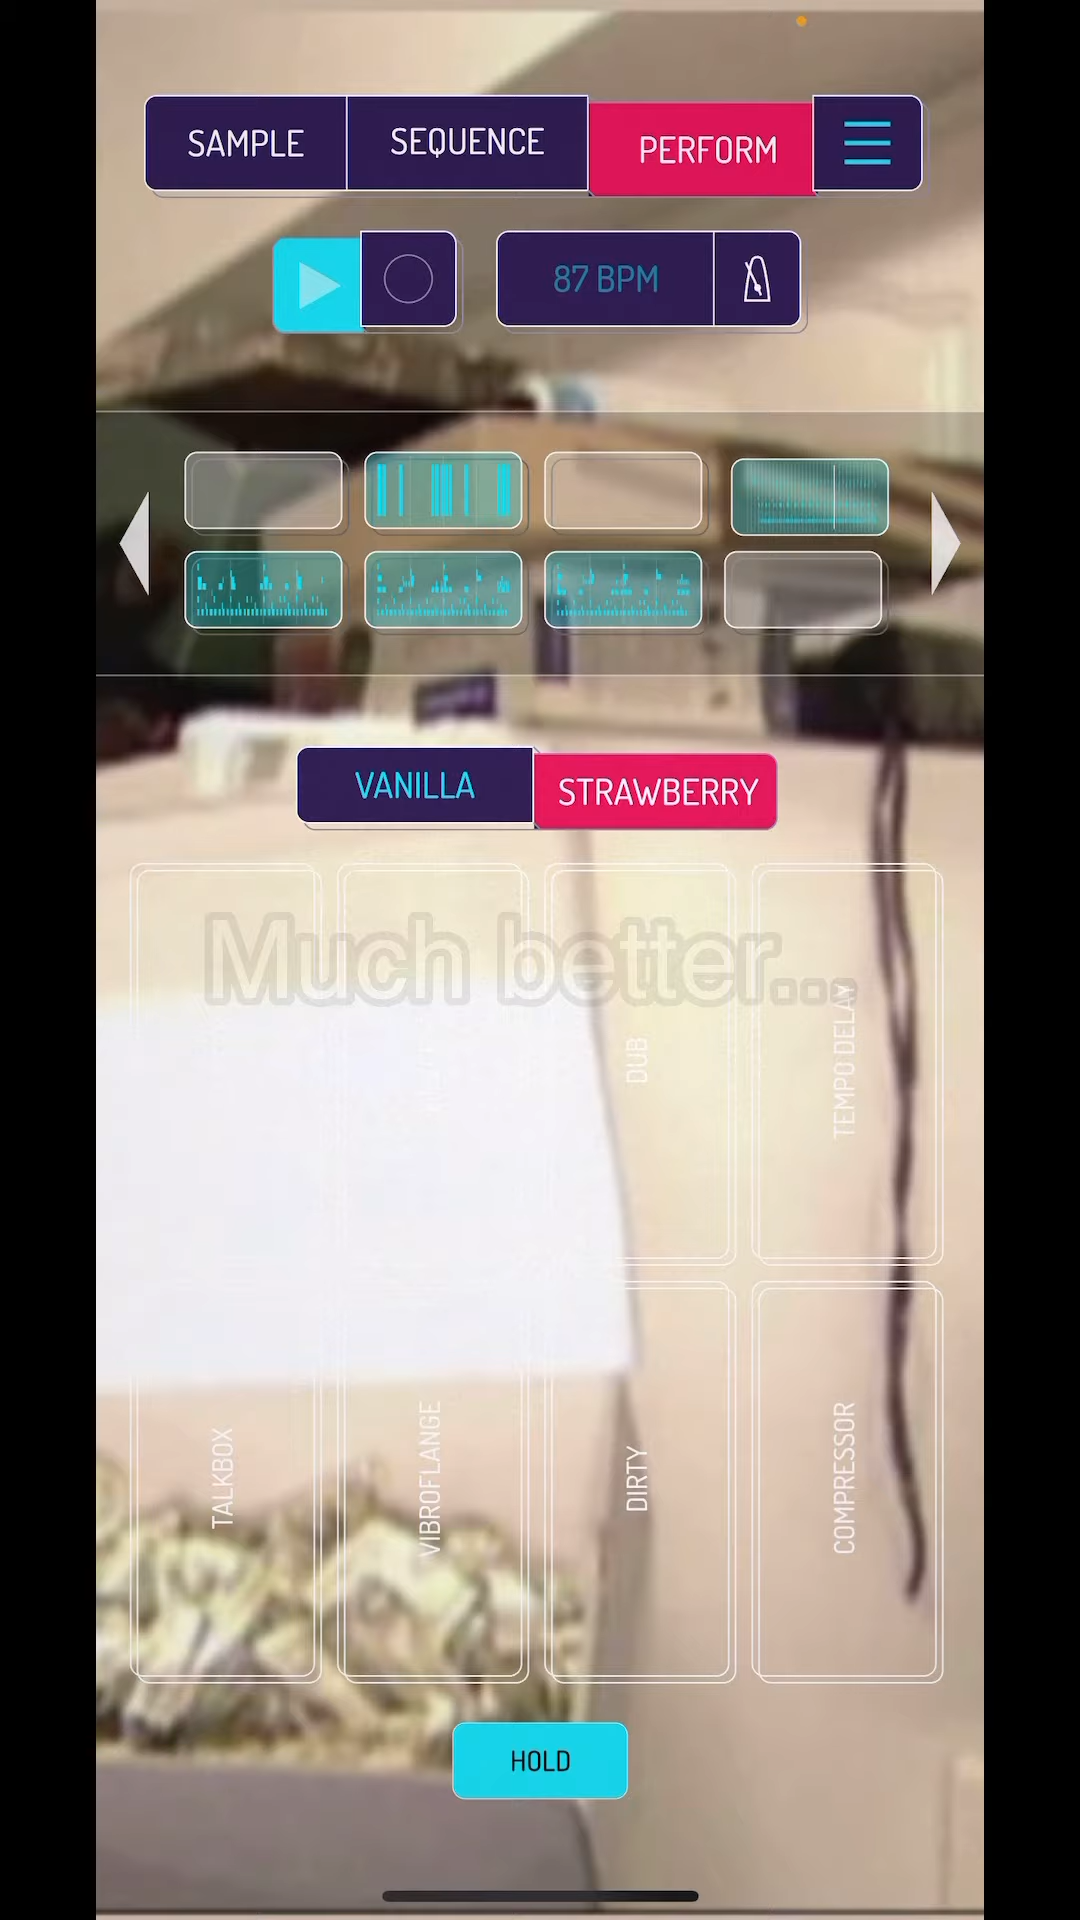 SAMPLE SEQUENCE PERFORM
87 BPM
VANILLA STRAWBERRY
Much better...
DUB
TEMPO DELAY
TALKBOX
VIBROFLANGE
DIRTY
COMPRESSOR
HOLD